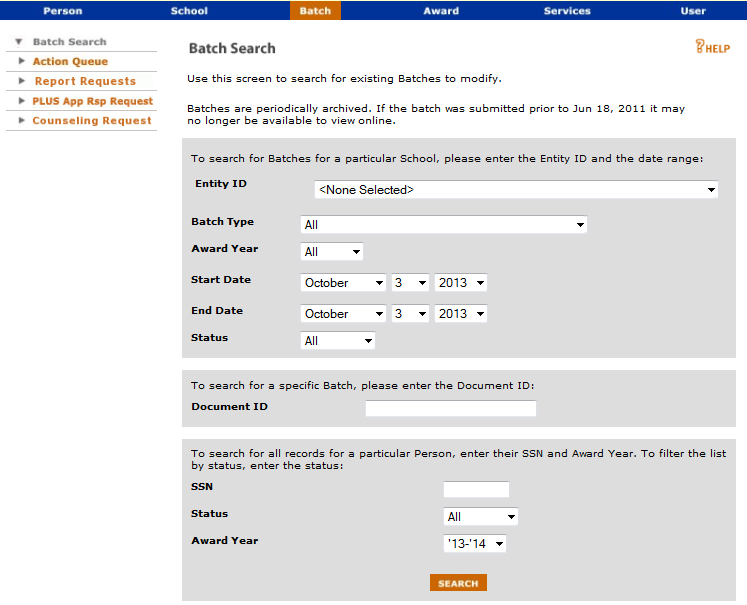 Person School Batch Award Services User
Batch Search
Action Queue
Report Requests
PLUS App Rsp Request
Counseling Request
Batch Search
HELP
Use this screen to search for existing Batches to modify.
Batches are periodically archived. If the batch was submitted prior to Jun 18, 2011 it may
no longer be available to view online.
To search for Batches for a particular School, please enter the Entity ID and the date range:
Entity ID <None Selected>
Batch Type All
Award Year All
Start Date October 3 2013
End Date October 3 2013
Status All
To search for a specific Batch, please enter the Document ID:
Document ID
To search for all records for a particular Person, enter their SSN and Award Year. To filter the list
by status, enter the status:
SSN
Status All
Award Year '13-'14
SEARCH